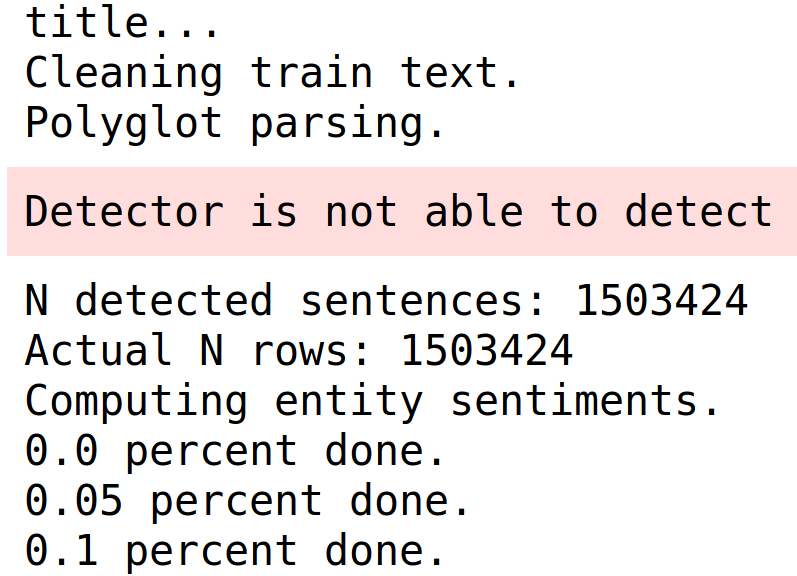 title...
Cleaning train text.
Polyglot parsing.
Detector is not able to detect
N detected sentences: 1503424
Actual N rows: 1503424
Computing entity sentiments.
0.0 percent done.
0.05 percent done.
0.1 percent done.